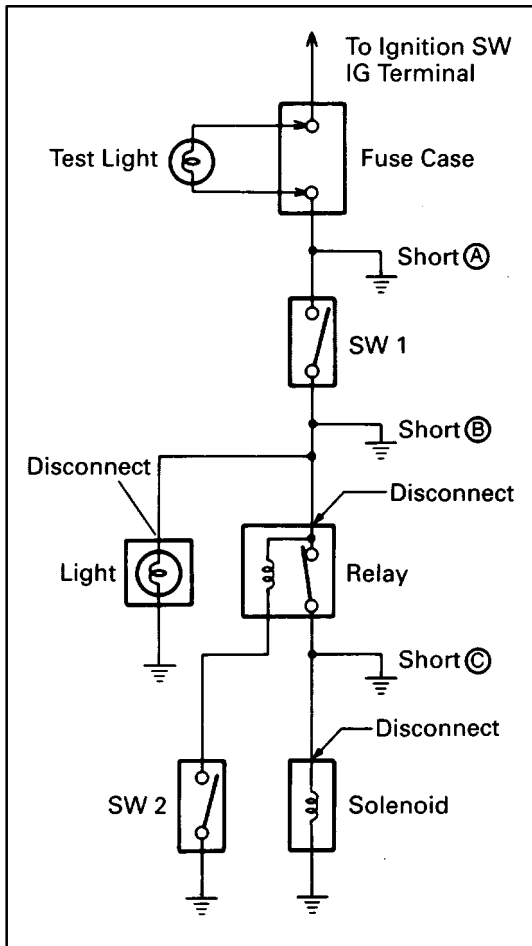 To Ignition SW
IG Terminal
Test Light
Fuse Case
Short Ⓐ
SW 1
Short Ⓑ
Disconnect
Disconnect
Light
Relay
Short Ⓒ
Disconnect
SW 2
Solenoid